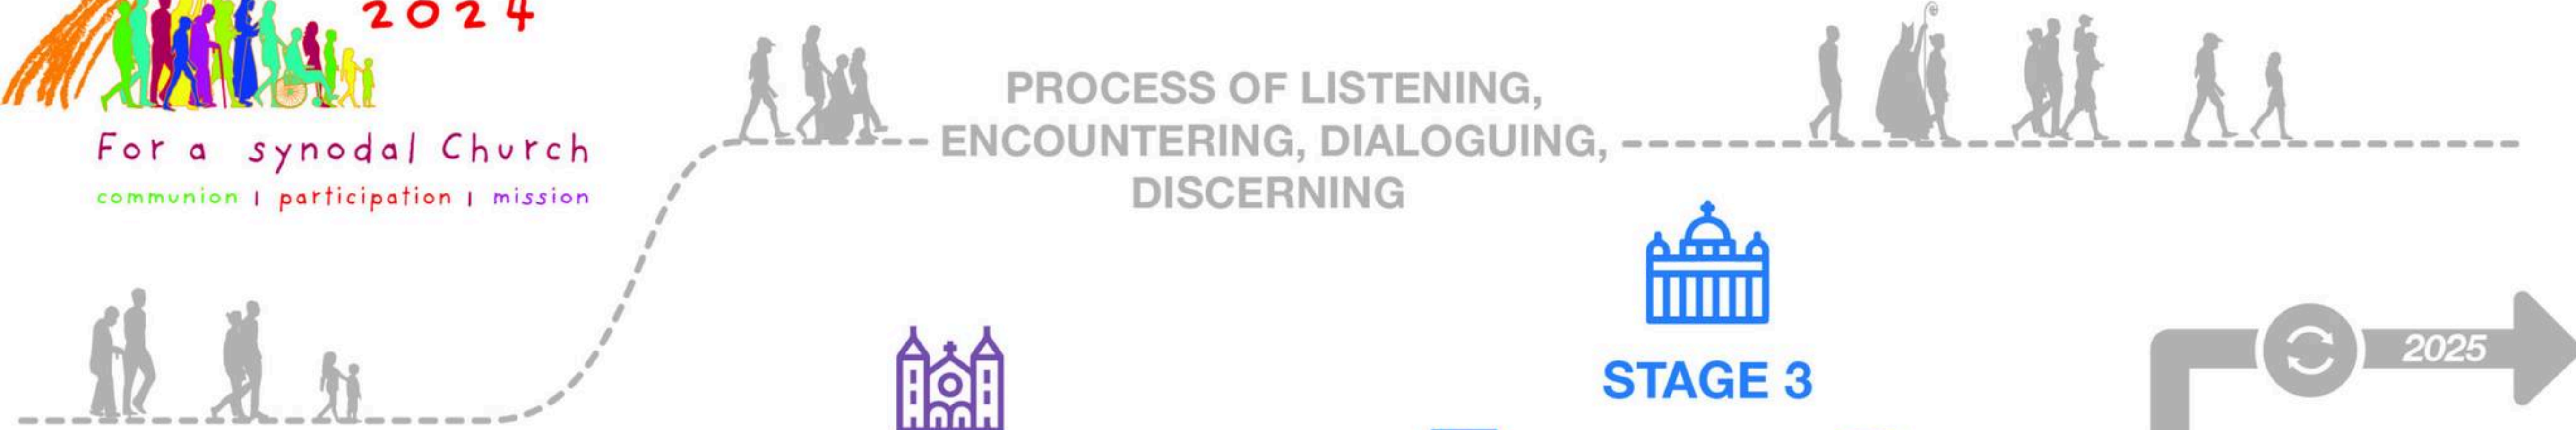 2024
For a synodal Church
communion | participation | mission
PROCESS OF LISTENING,
ENCOUNTERING, DIALOGUING,
DISCERNING
STAGE 3
2025